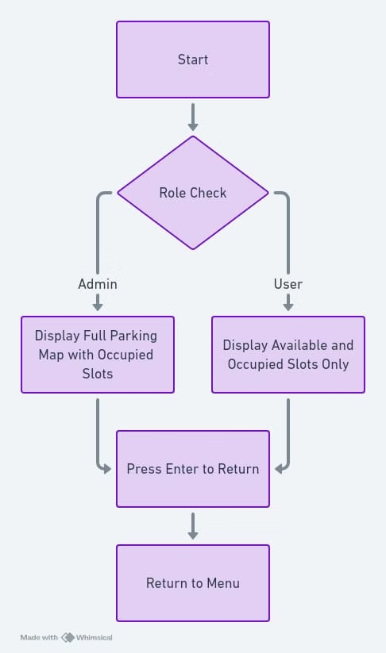 Start
Role Check
Admin
User
Display Full Parking
Map with Occupied
Slots
Display Available and
Occupied Slots Only
Press Enter to Return
Return to Menu
Made with Whimsical